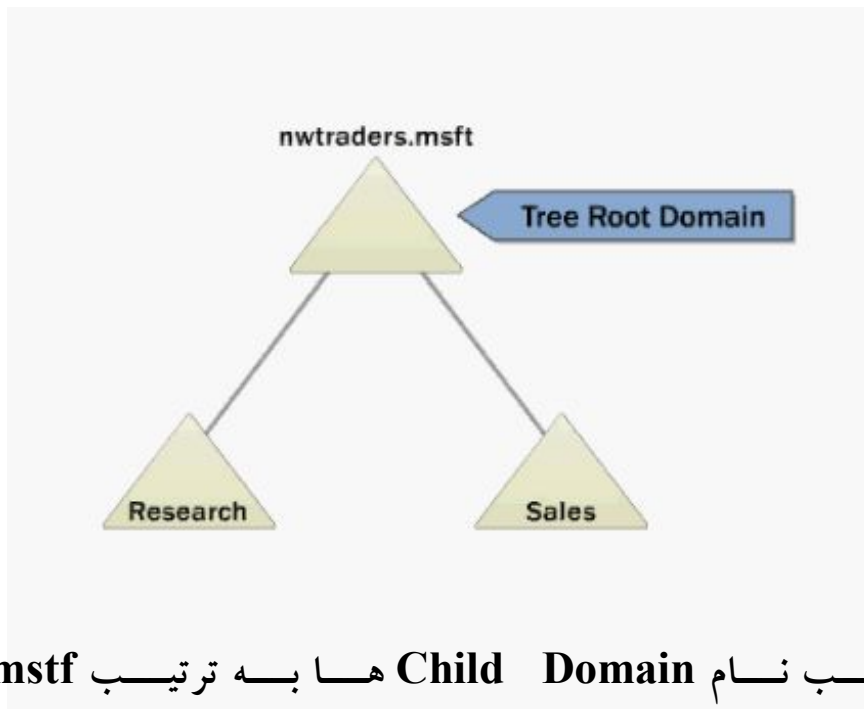 nwtraders.msft
Tree Root Domain
Research
Sales
نام Child Domain ها به ترتیب